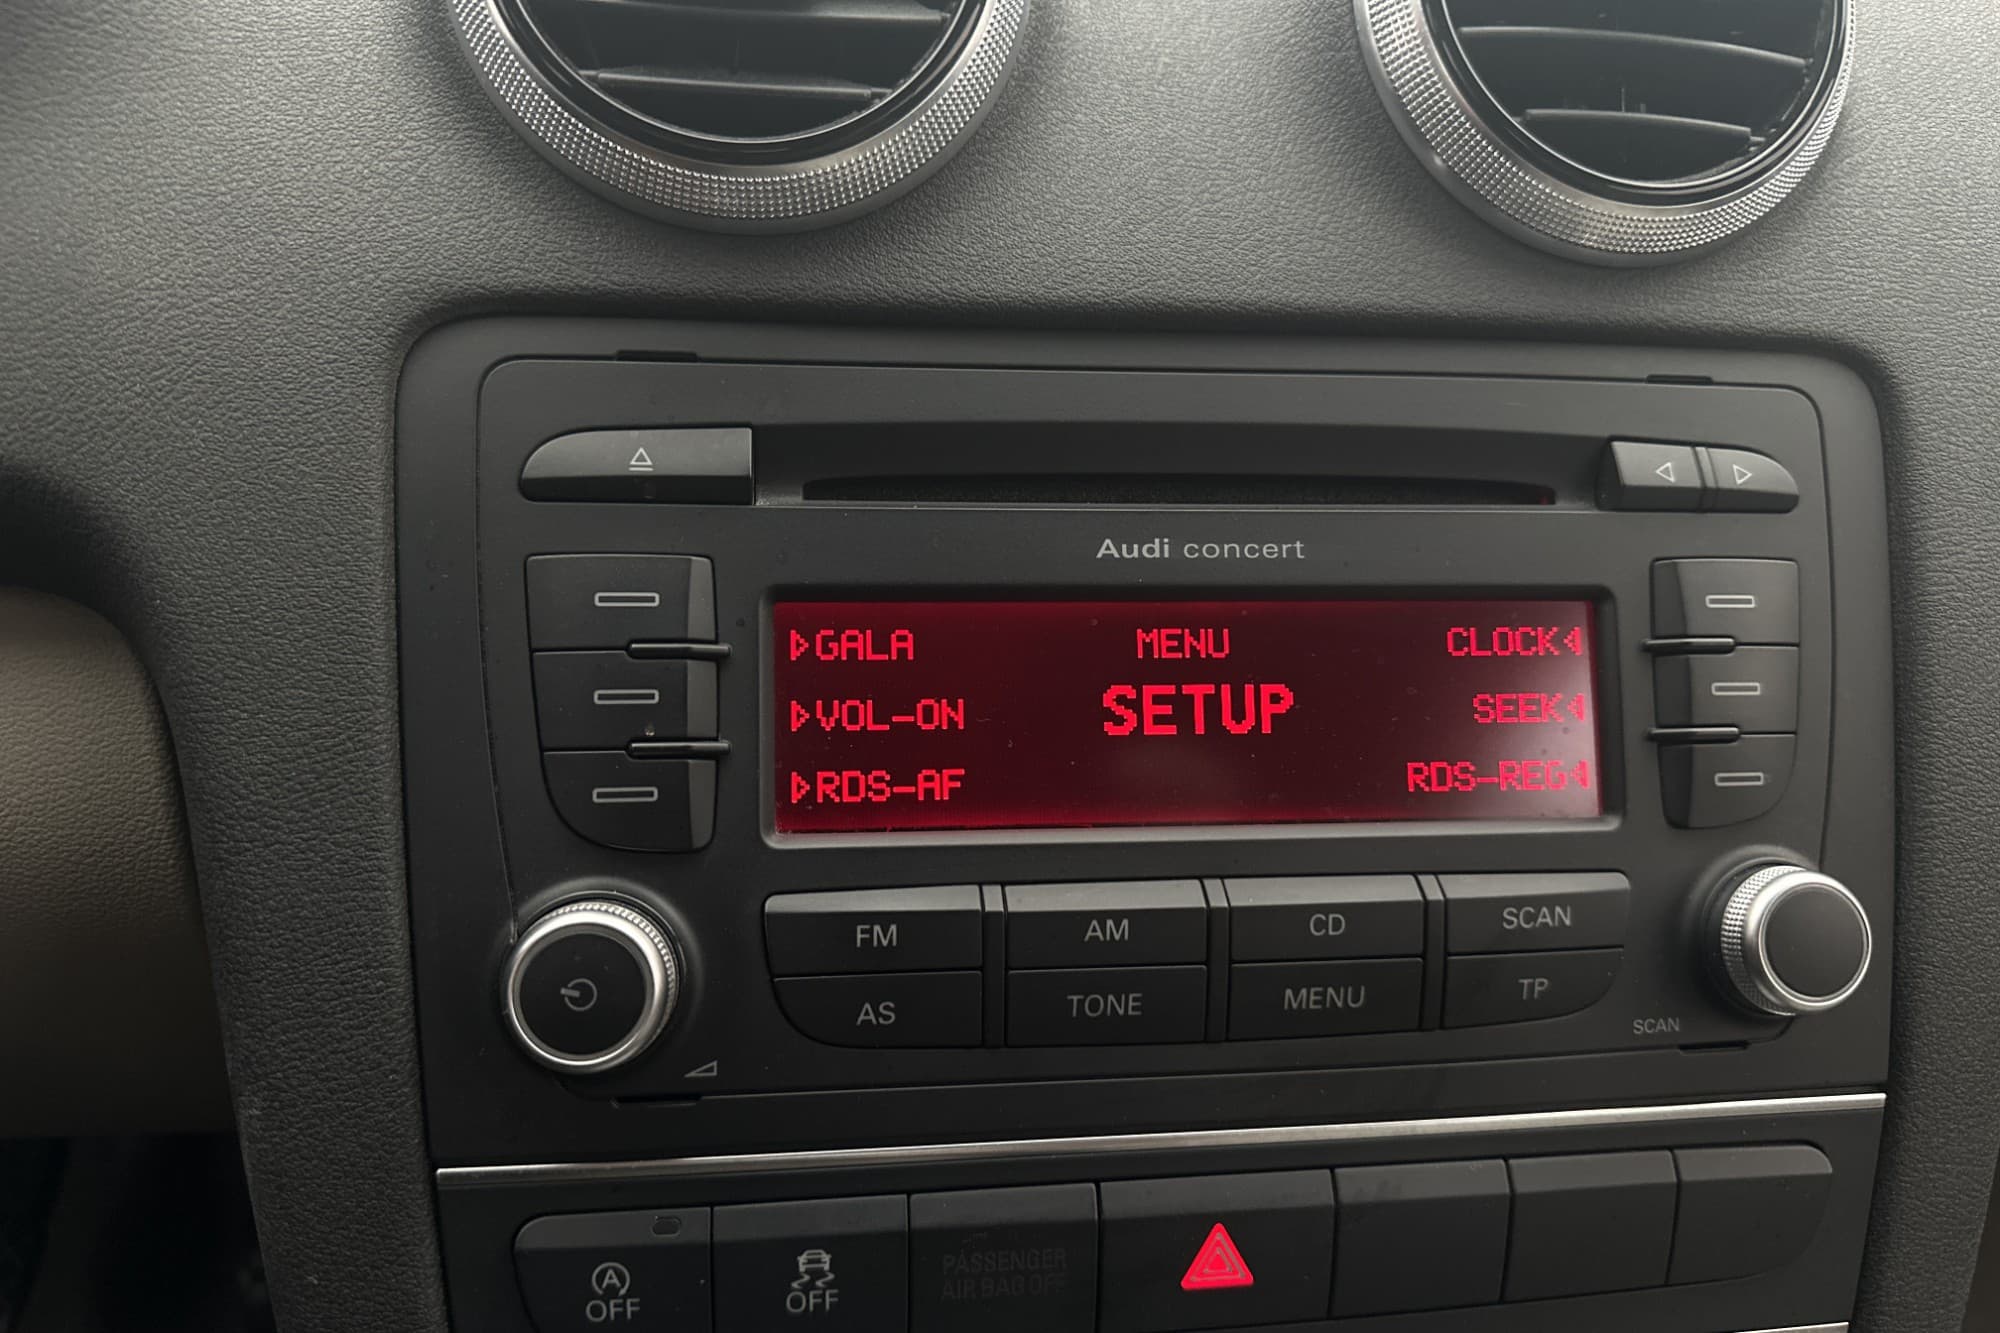 Audi concert
GALA MENU CLOCK
VOL-ON SETUP SEEK
RDS-AF RDS-REG
FM AM CD SCAN
AS TONE MENU TP
SCAN
A
OFF
OFF
PASSENGER
AIR BAG OFF